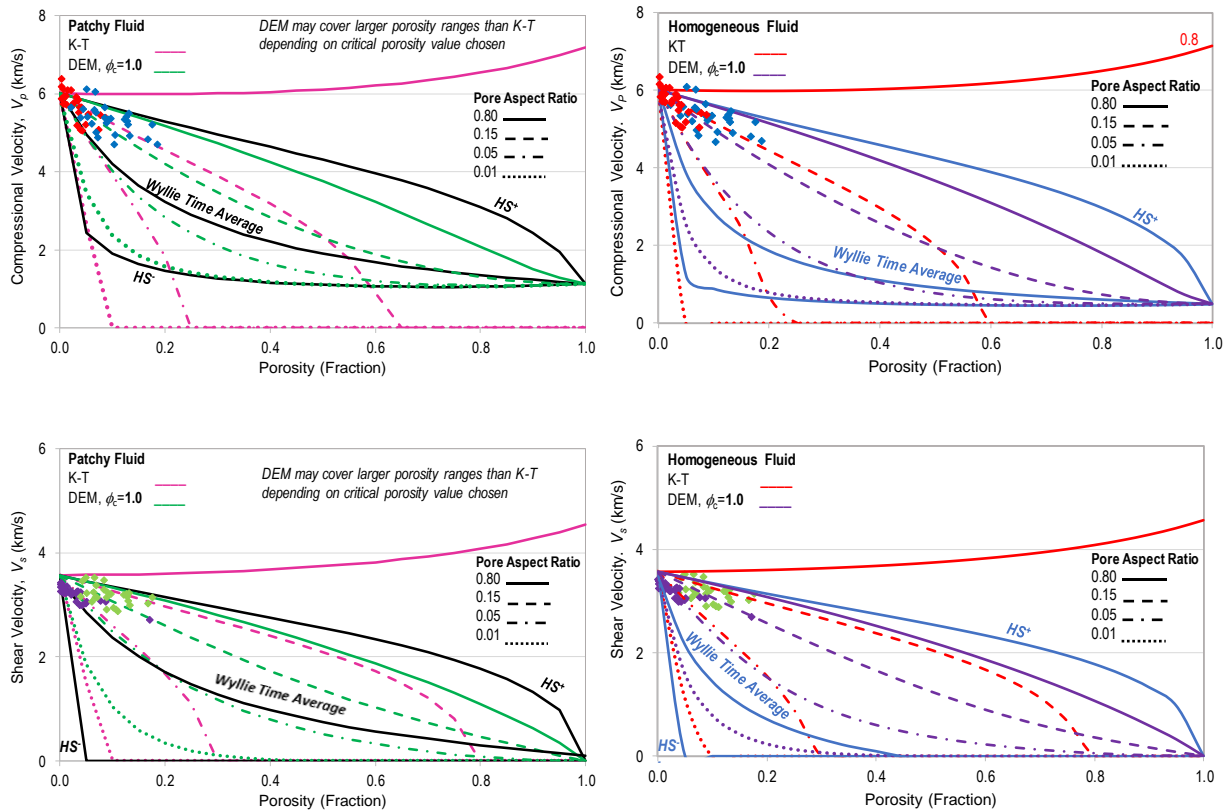 Patchy Fluid
K-T
DEM, ϕc=1.0
DEM may cover larger porosity ranges than K-T
depending on critical porosity value chosen
Pore Aspect Ratio
0.80
0.15
0.05
0.01
Wyllie Time Average
HS+
HS-
Compressional Velocity, Vp (km/s)
8
6
4
2
0
0.0 0.2 0.4 0.6 0.8 1.0
Porosity (Fraction)
Homogeneous Fluid
KT
DEM, ϕc=1.0
0.8
Pore Aspect Ratio
0.80
0.15
0.05
0.01
HS+
Wyllie Time Average
Compressional Velocity. Vp (km/s)
8
6
4
2
0
0.0 0.2 0.4 0.6 0.8 1.0
Porosity (Fraction)
Patchy Fluid
K-T
DEM, ϕc=1.0
DEM may cover larger porosity ranges than K-T
depending on critical porosity value chosen
Pore Aspect Ratio
0.80
0.15
0.05
0.01
Wyllie Time Average
HS+
HS-
Shear Velocity, Vs (km/s)
6
4
2
0
0.0 0.2 0.4 0.6 0.8 1.0
Porosity (Fraction)
Homogeneous Fluid
K-T
DEM, ϕc=1.0
Pore Aspect Ratio
0.80
0.15
0.05
0.01
HS+
Wyllie Time Average
HS-
Shear Velocity. Vs (km/s)
6
4
2
0
0.0 0.2 0.4 0.6 0.8 1.0
Porosity (Fraction)